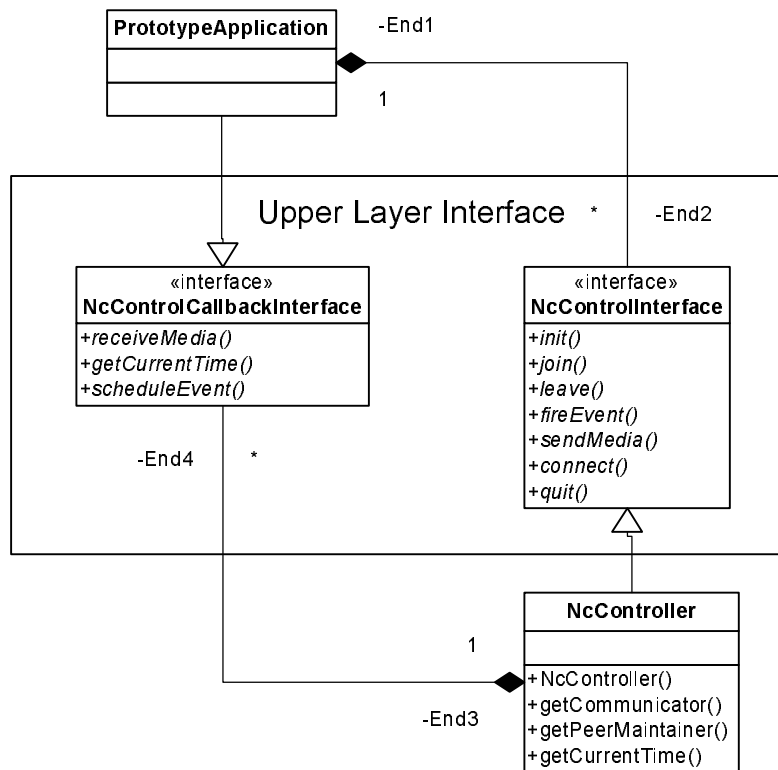 PrototypeApplication
-End1
1
Upper Layer Interface
*
-End2
«interface»
NcControlCallbackInterface
+receiveMedia()
+getCurrentTime()
+scheduleEvent()
«interface»
NcControlInterface
+init()
+join()
+leave()
+fireEvent()
+sendMedia()
+connect()
+quit()
-End4
*
NcController
+NcController()
+getCommunicator()
+getPeerMaintainer()
+getCurrentTime()
1
-End3